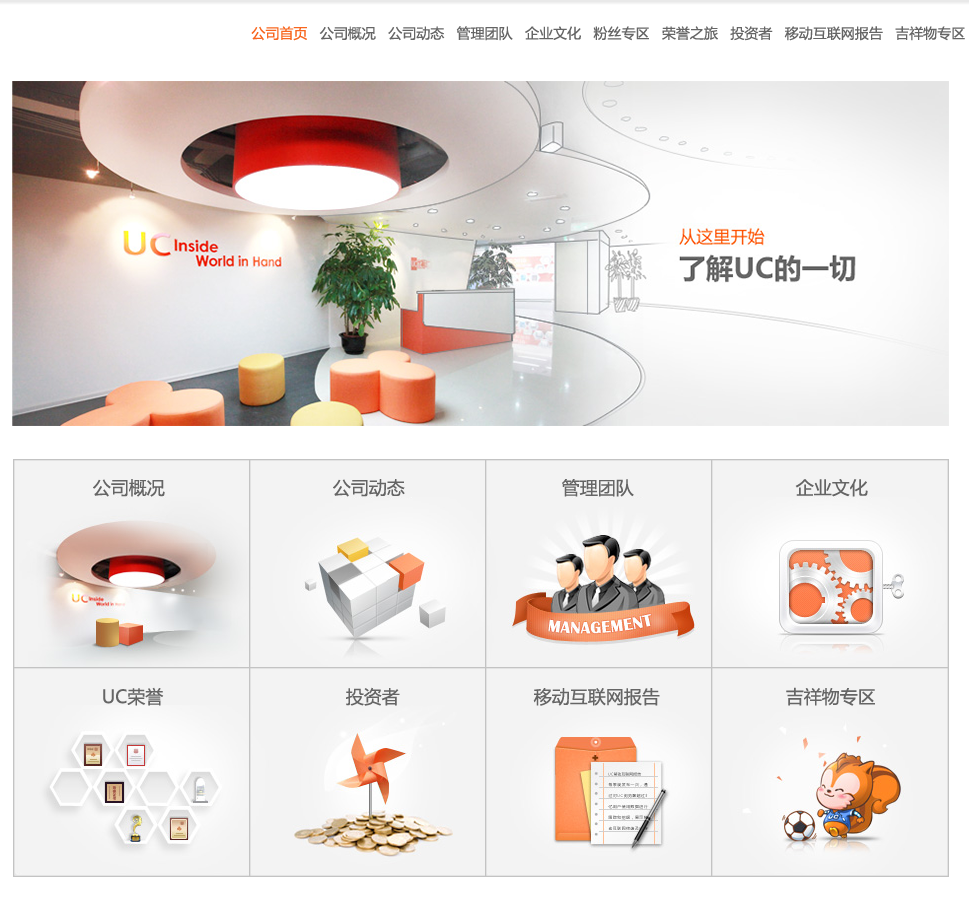 公司首页 公司概况 公司动态 管理团队 企业文化 粉丝专区 荣誉之旅 投资者 移动互联网报告 吉祥物专区
UC Inside
World in Hand
从这里开始
了解UC的一切
公司概况 公司动态 管理团队 企业文化
UC Inside
World in Hand
MANAGEMENT
UC荣誉 投资者 移动互联网报告 吉祥物专区
UC